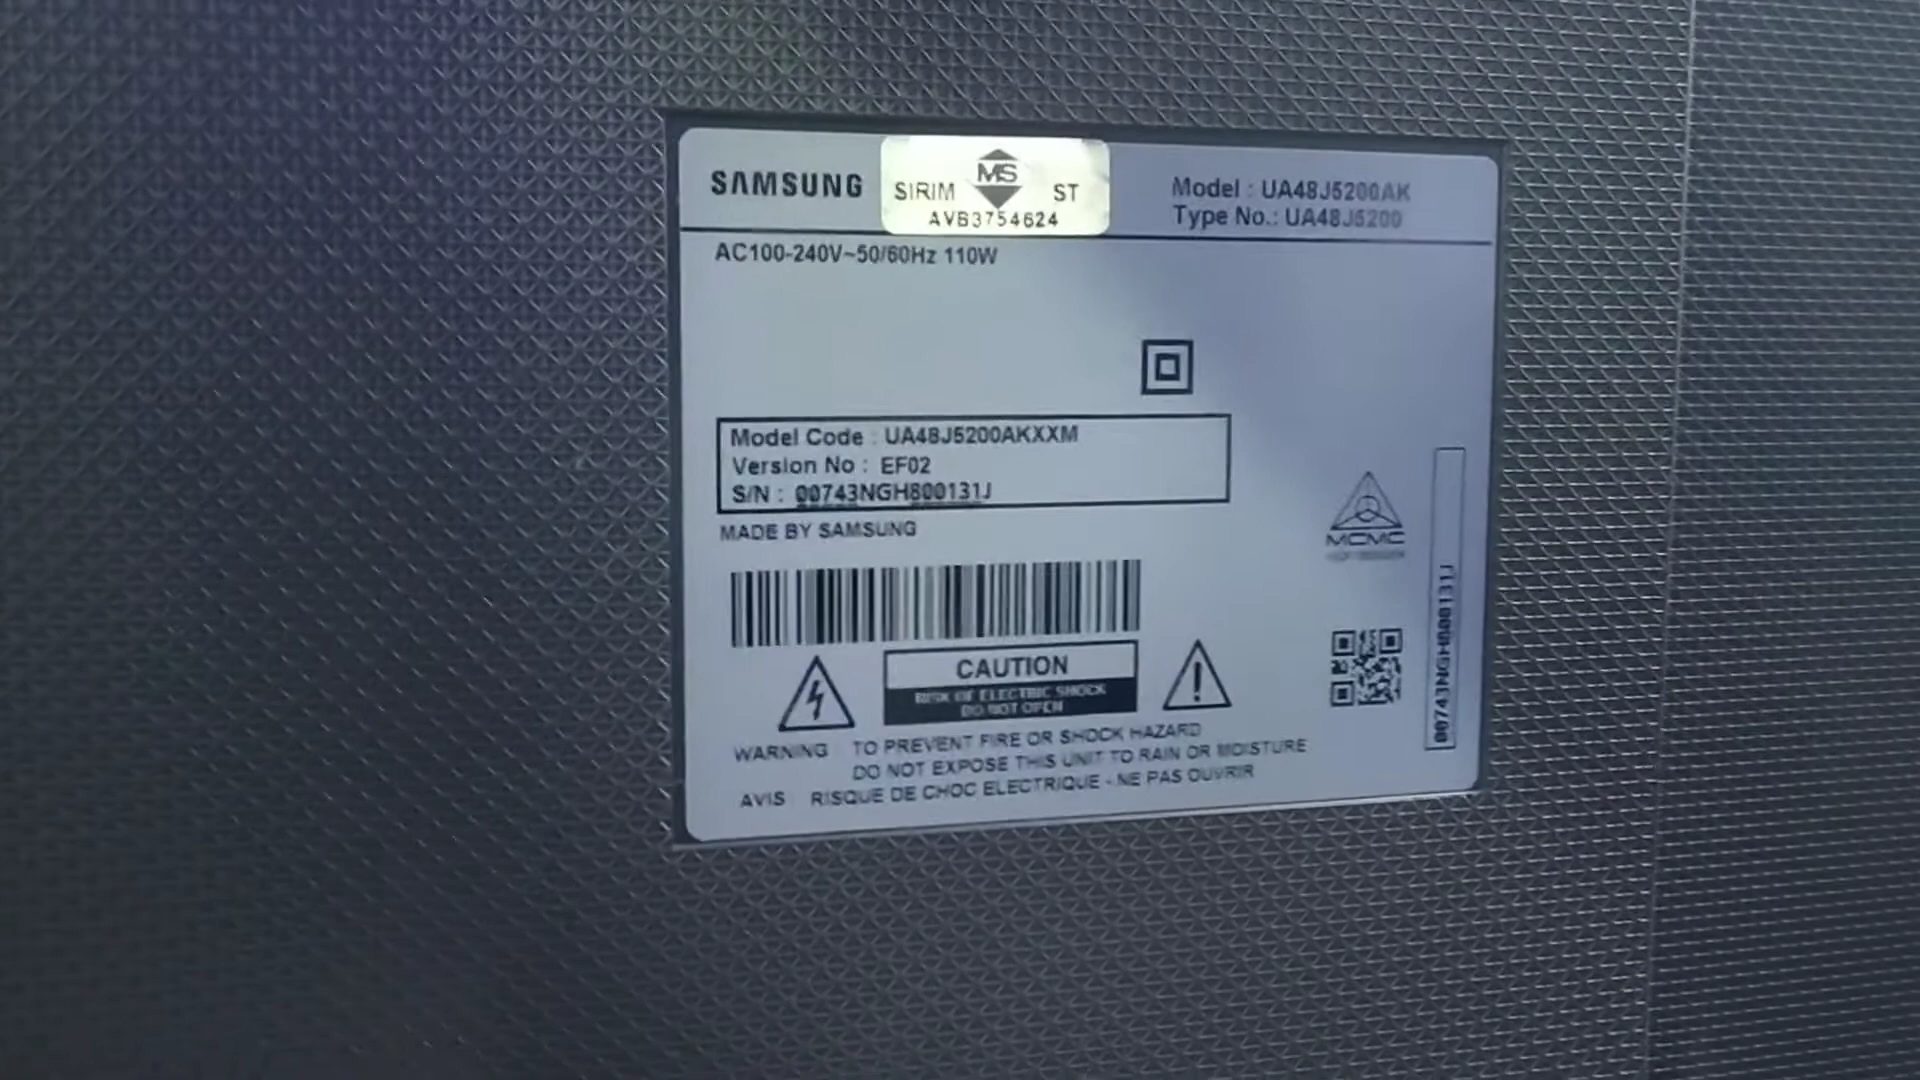 SAMSUNG
SIRIM MS ST
AVB3754624
Model : UA48J5200AK
Type No.: UA48J5200
AC100-240V~50/60Hz 110W
Model Code : UA48J5200AKXXM
Version No : EF02
S/N : 00743NGH800131J
MADE BY SAMSUNG
MCMC
00743NGH800131J
CAUTION
RISK OF ELECTRIC SHOCK
DO NOT OPEN
WARNING TO PREVENT FIRE OR SHOCK HAZARD
DO NOT EXPOSE THIS UNIT TO RAIN OR MOISTURE
AVIS RISQUE DE CHOC ELECTRIQUE - NE PAS OUVRIR